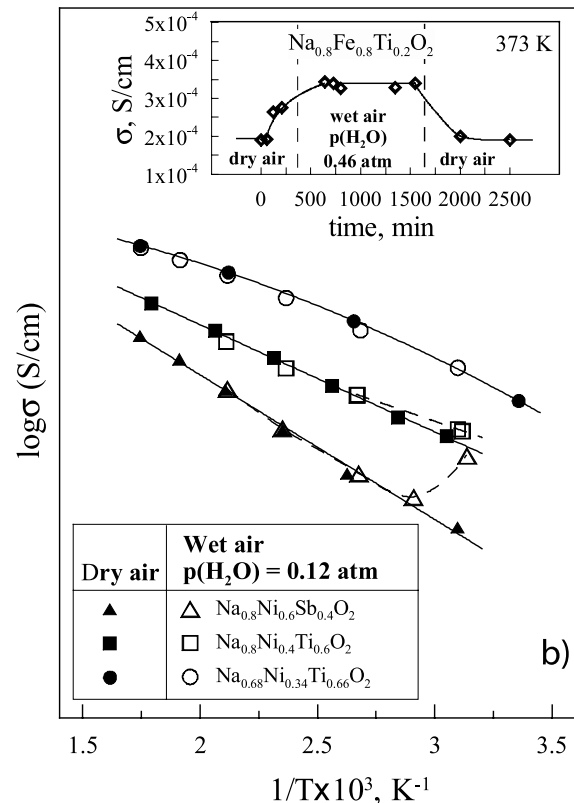 5x10⁻⁴
4x10⁻⁴
3x10⁻⁴
2x10⁻⁴
1x10⁻⁴
σ, S/cm
Na₀.₈Fe₀.₈Ti₀.₂O₂
373 K
dry air
wet air
p(H₂O)
0,46 atm
dry air
0 500 1000 1500 2000 2500
time, min
logσ (S/cm)
Dry air
Wet air
p(H₂O) = 0.12 atm
Na₀.₈Ni₀.₆Sb₀.₄O₂
Na₀.₈Ni₀.₄Ti₀.₆O₂
Na₀.₆₈Ni₀.₃₄Ti₀.₆₆O₂
b)
1.5 2 2.5 3 3.5
1/Tx10³, K⁻¹